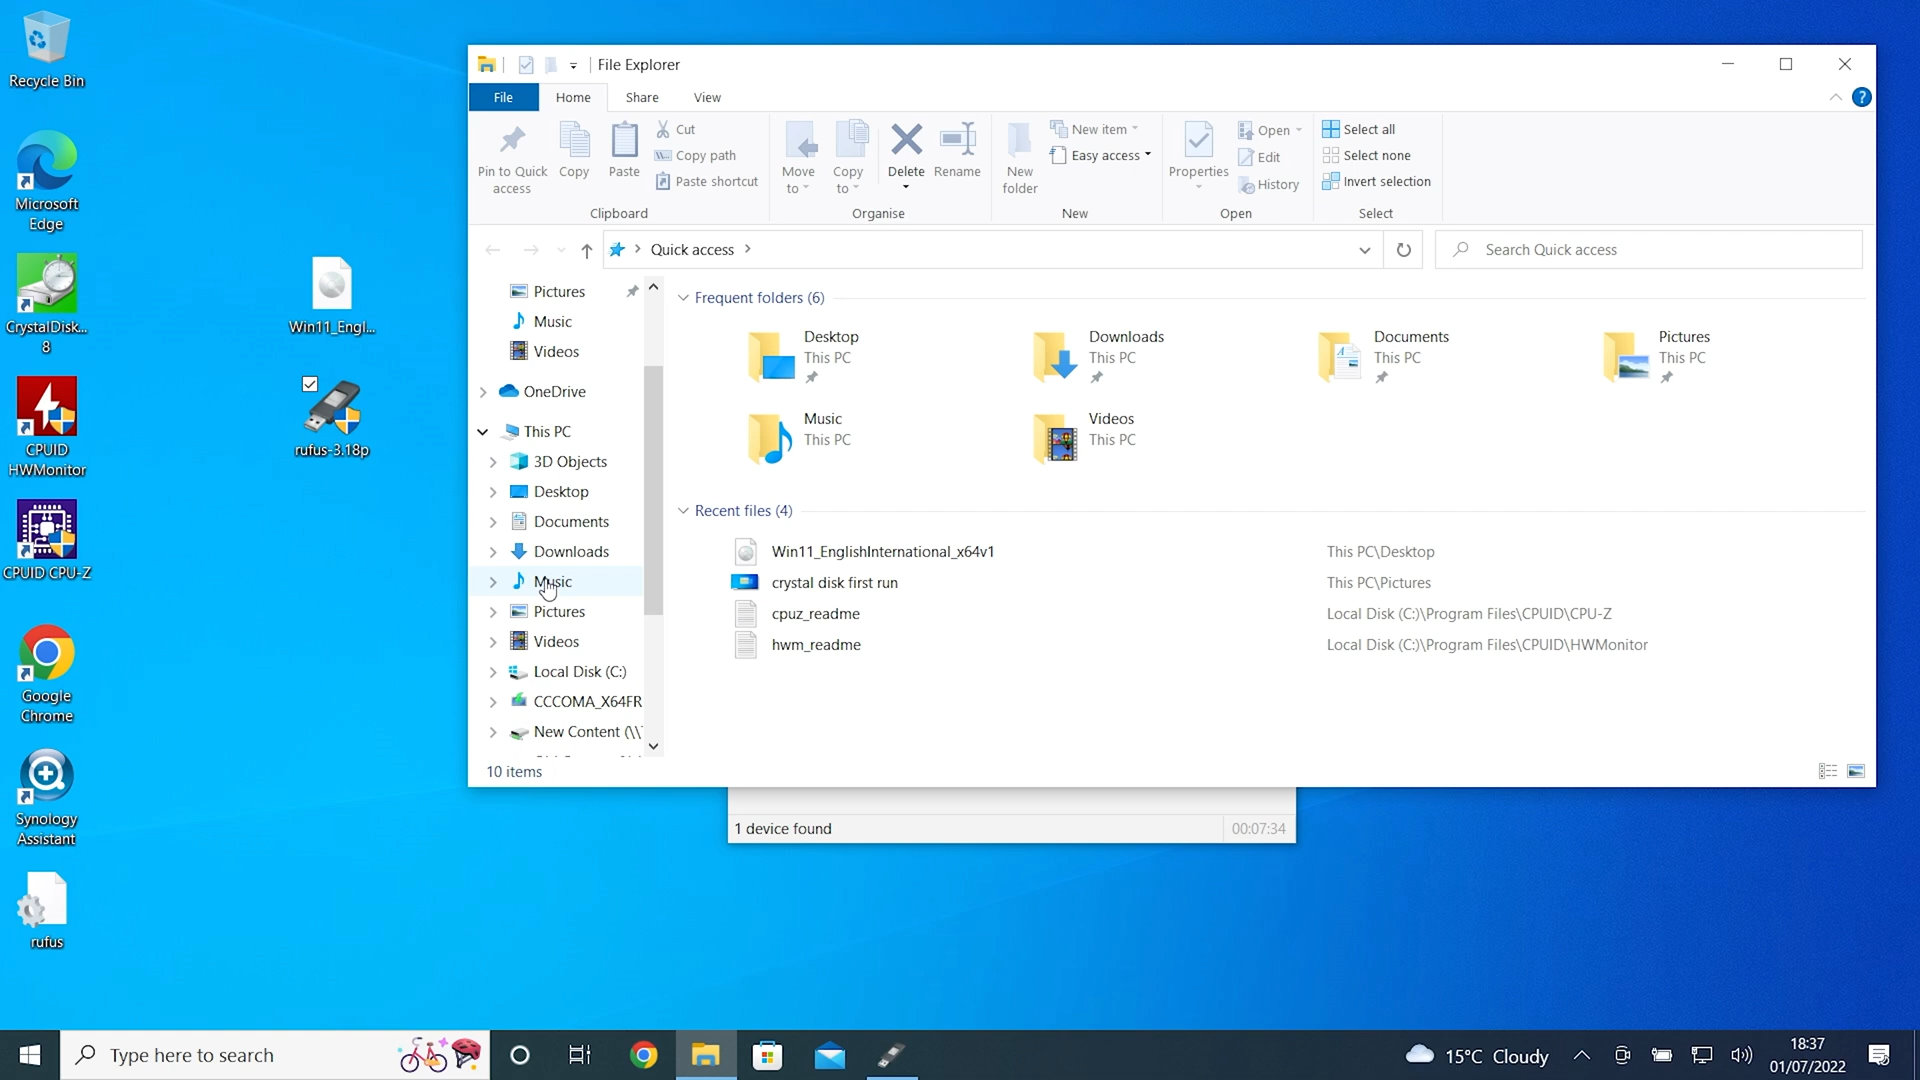 Recycle Bin
Microsoft
Edge
CrystalDisk...
8
CPUID
HWMonitor
CPUID CPU-Z
Google
Chrome
Synology
Assistant
rufus
Win11_Engl...
rufus-3.18p
File Explorer
File
Home
Share
View
?
Pin to Quick
access
Copy
Paste
Cut
Copy path
Paste shortcut
Clipboard
Move
to
Copy
to
Delete
Rename
Organise
New
folder
New item
Easy access
New
Properties
Open
Edit
History
Open
Select all
Select none
Invert selection
Select
Quick access
Search Quick access
Pictures
Music
Videos
OneDrive
This PC
3D Objects
Desktop
Documents
Downloads
Music
Pictures
Videos
Local Disk (C:)
CCCOMA_X64FR
New Content (\\
10 items
Frequent folders (6)
Desktop
This PC
Downloads
This PC
Documents
This PC
Pictures
This PC
Music
This PC
Videos
This PC
Recent files (4)
Win11_EnglishInternational_x64v1
This PC\Desktop
crystal disk first run
This PC\Pictures
cpuz_readme
Local Disk (C:)\Program Files\CPUID\CPU-Z
hwm_readme
Local Disk (C:)\Program Files\CPUID\HWMonitor
1 device found
00:07:34
Type here to search
15°C Cloudy
18:37
01/07/2022